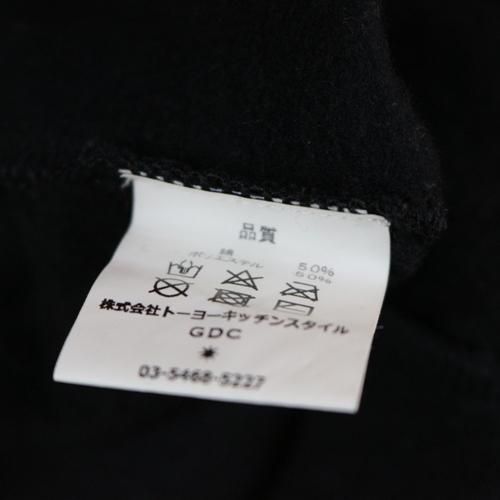 品質
綿 50%
ポリエステル 50%
株式会社トーヨーキッチンスタイル
GDC
03-5468-5227